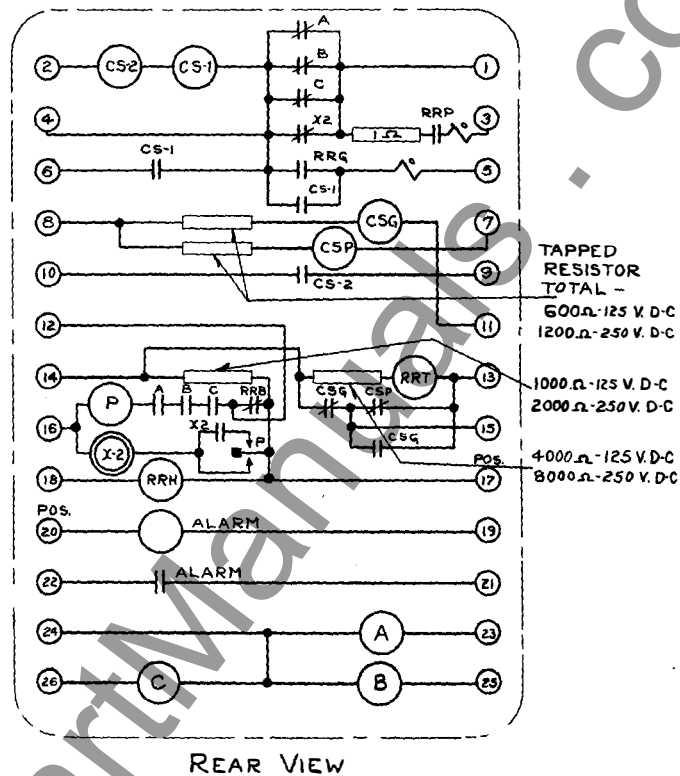 A
2 CS-2 CS-1 B 1
C
4 X2 1 Ω RRP 3
6 CS-1 RRG 5
CS-1
8 CSG 7
CSP
10 CS-2 9
TAPPED
RESISTOR
TOTAL -
600Ω-125 V. D-C
1200Ω-250 V.D-C
12 11
14 RRT 13
1000Ω-125 V. D-C
2000Ω-250 V.D-C
P A B C RRB CSG CSP
16 X2 P CSG 15
X-2 POS.
4000Ω-125 V.D-C
8000Ω-250 V.D-C
18 RRH 17
POS.
20 ALARM 19
22 ALARM 21
24 A 23
26 C B 25
REAR VIEW